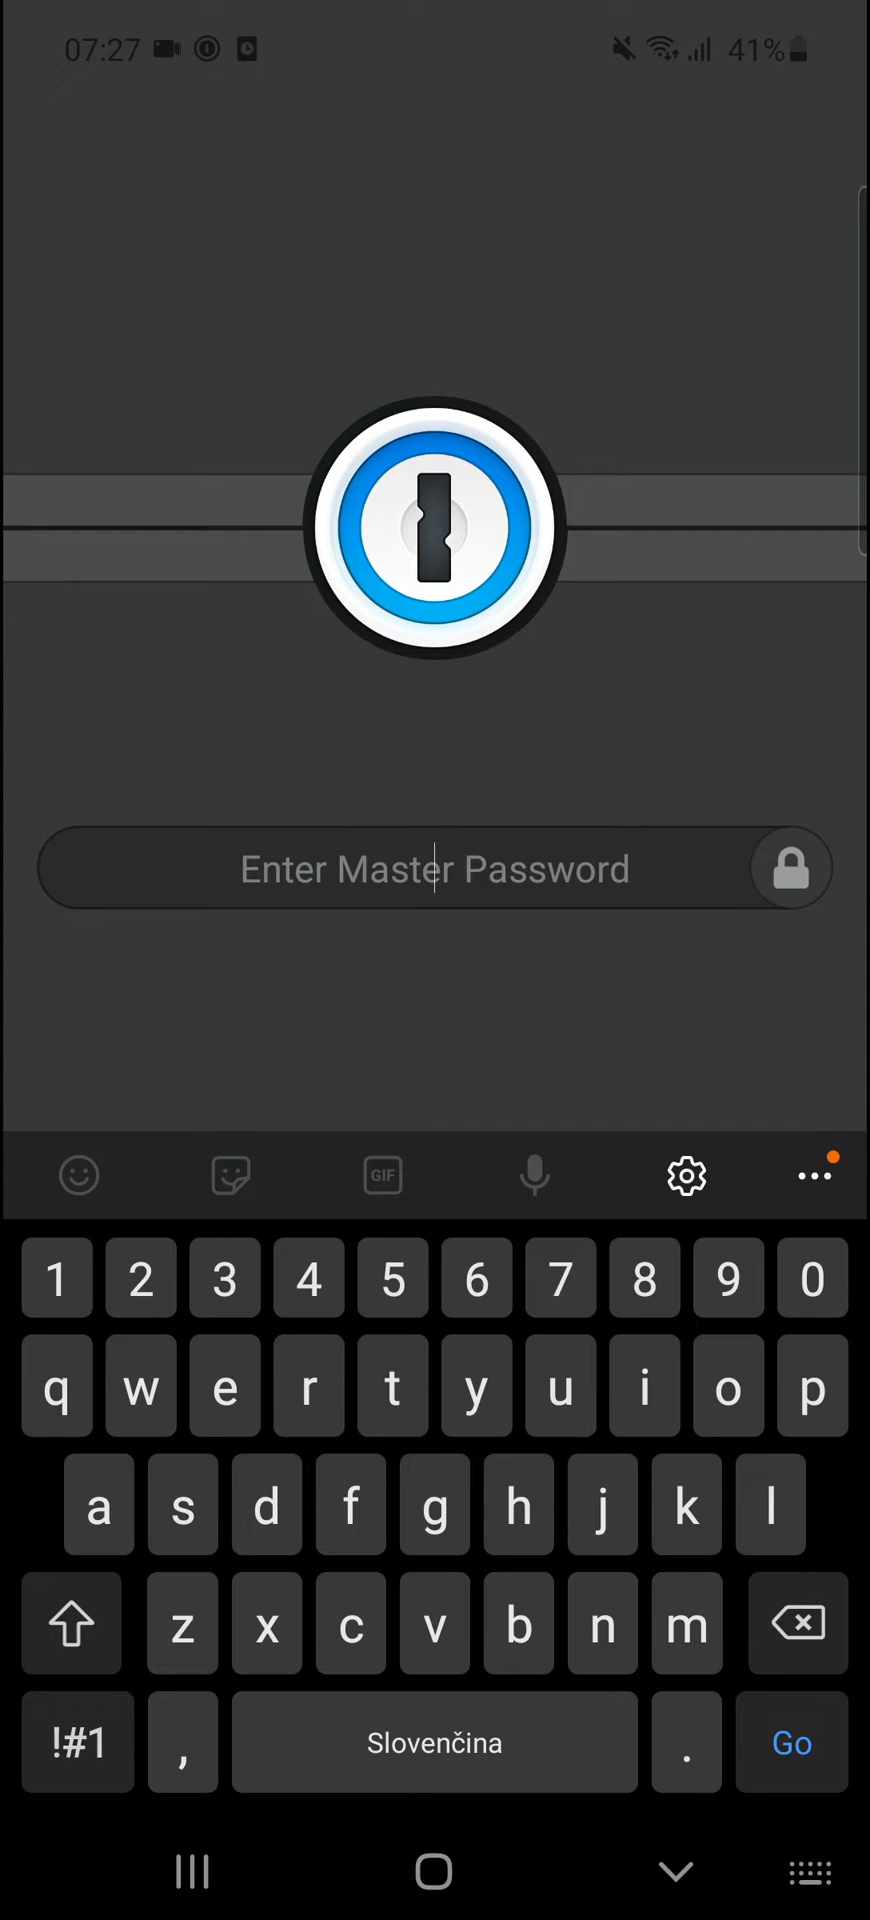 07:27 41%
Enter Master Password
GIF
1 2 3 4 5 6 7 8 9 0
q w e r t y u i o p
a s d f g h j k l
z x c v b n m
!#1 , Slovenčina . Go